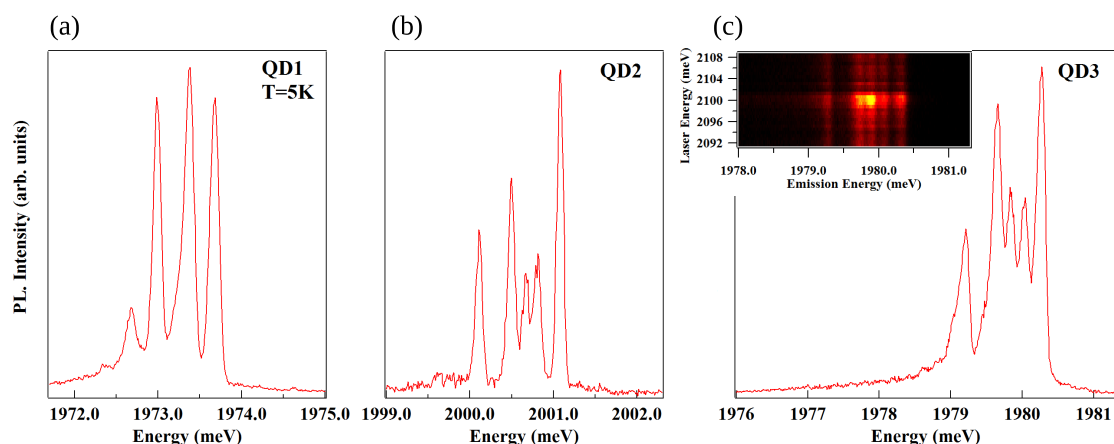 (a)
(b)
(c)
PL. Intensity (arb. units)
QD1
T=5K
1972.0
1973.0
1974.0
1975.0
Energy (meV)
QD2
1999.0
2000.0
2001.0
2002.0
Energy (meV)
QD3
Laser Energy (meV)
2108
2104
2100
2096
2092
1978.0
1979.0
1980.0
1981.0
Emission Energy (meV)
1976
1977
1978
1979
1980
1981
Energy (meV)